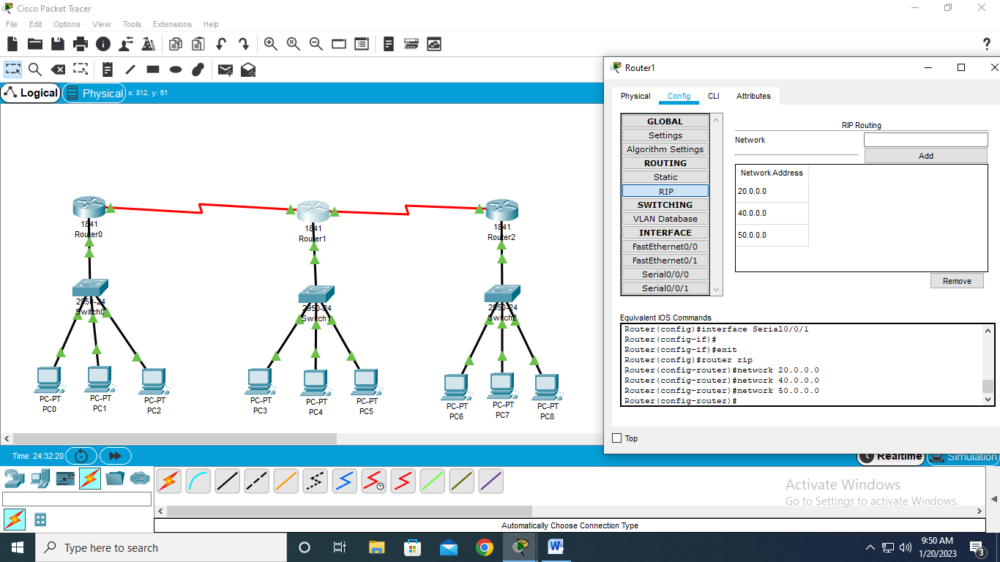 Cisco Packet Tracer
File Edit Options View Tools Extensions Help
Logical Physical x: 812, y: 61
1841
Router0
1841
Router1
1841
Router2
2950-24
Switch0
2950-24
Switch1
2950-24
Switch2
PC-PT
PC0
PC-PT
PC1
PC-PT
PC2
PC-PT
PC3
PC-PT
PC4
PC-PT
PC5
PC-PT
PC6
PC-PT
PC7
PC-PT
PC8
Router1
Physical Config CLI Attributes
GLOBAL
Settings
Algorithm Settings
ROUTING
Static
RIP
SWITCHING
VLAN Database
INTERFACE
FastEthernet0/0
FastEthernet0/1
Serial0/0/0
Serial0/0/1
RIP Routing
Network
Add
Network Address
20.0.0.0
40.0.0.0
50.0.0.0
Remove
Equivalent IOS Commands
Router(config)#interface Serial0/0/1
Router(config-if)#
Router(config-if)#exit
Router(config)#router rip
Router(config-router)#network 20.0.0.0
Router(config-router)#network 40.0.0.0
Router(config-router)#network 50.0.0.0
Router(config-router)#
Top
Time: 24:32:20
Realtime Simulation
Activate Windows
Go to Settings to activate Windows.
Automatically Choose Connection Type
Type here to search
9:50 AM
1/20/2023
3